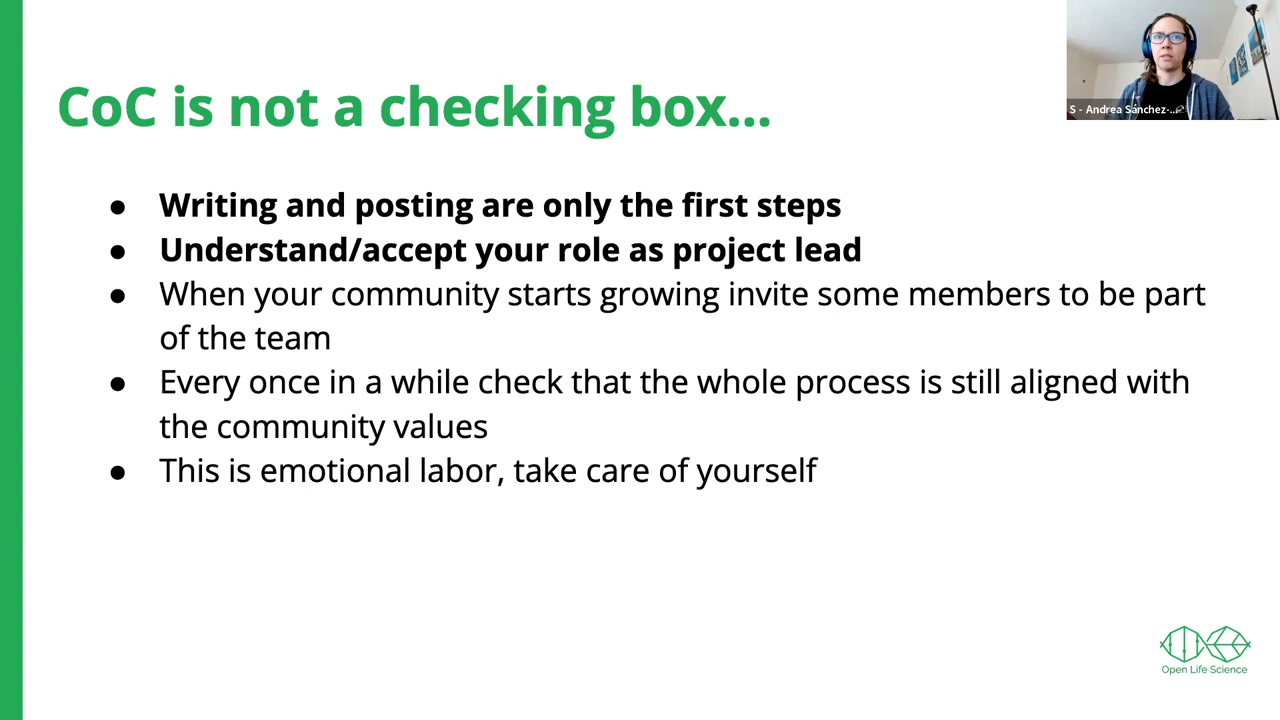 CoC is not a checking box...
S - Andrea Sánchez-...
● Writing and posting are only the first steps
● Understand/accept your role as project lead
● When your community starts growing invite some members to be part
of the team
● Every once in a while check that the whole process is still aligned with
the community values
● This is emotional labor, take care of yourself
Open Life Science